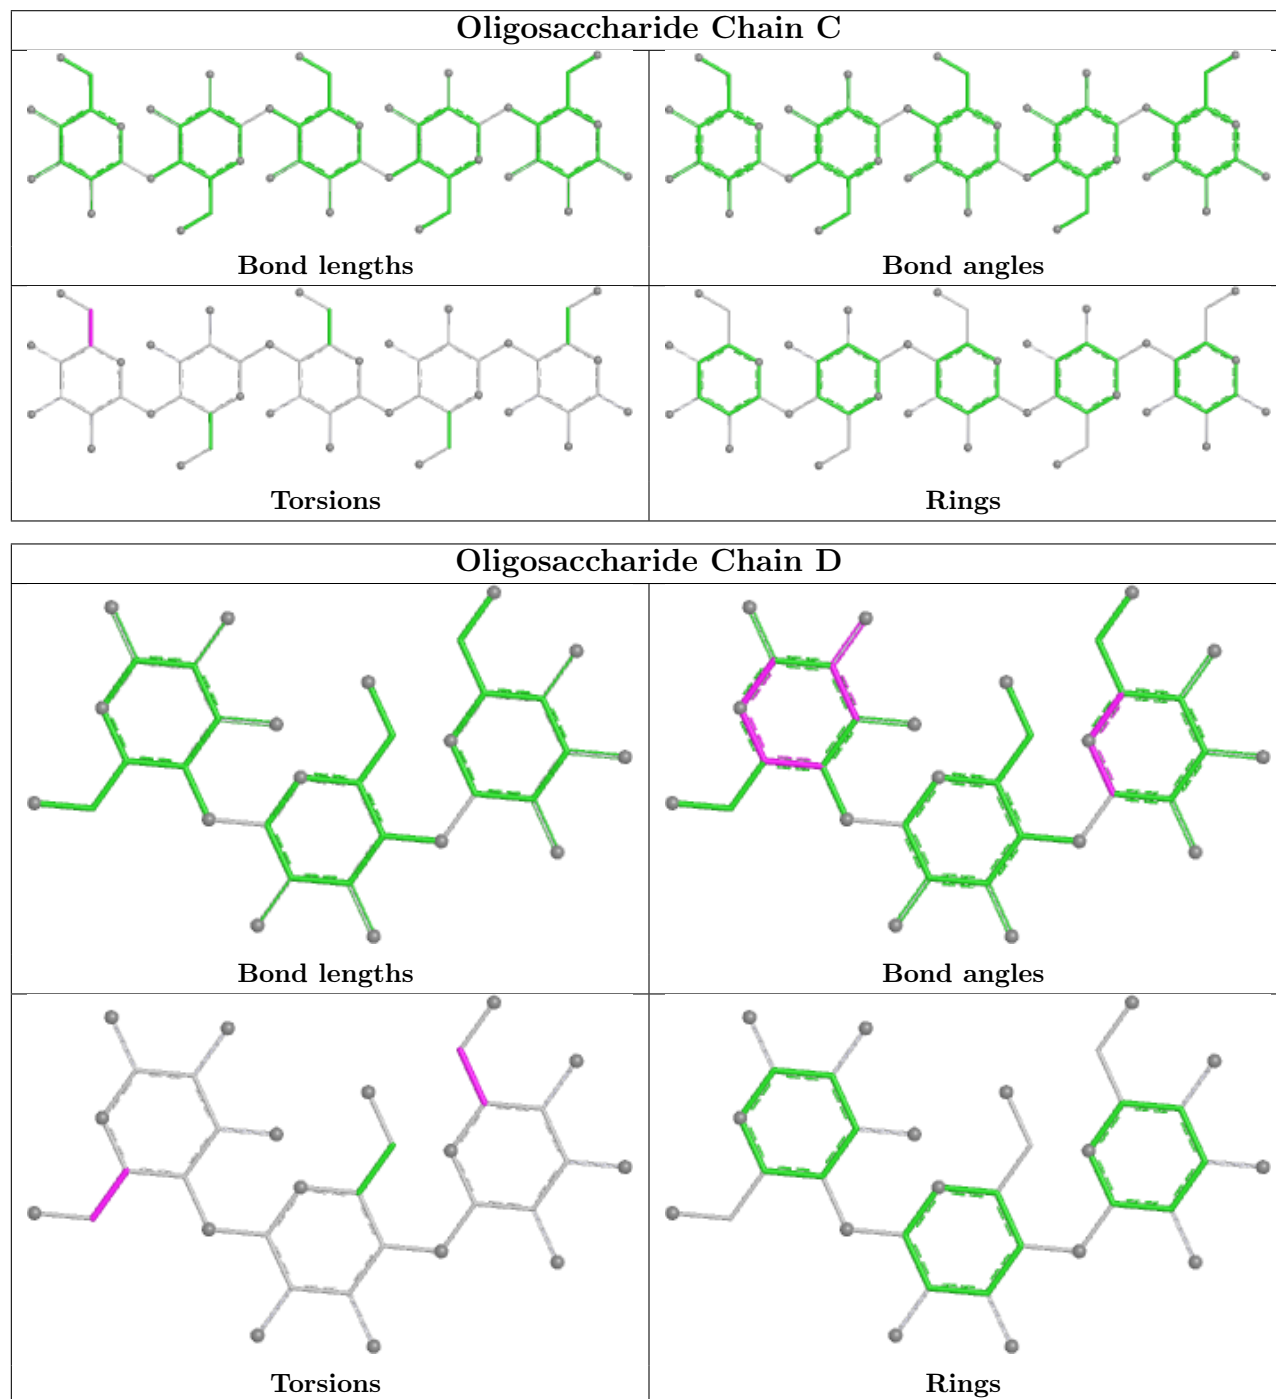 Oligosaccharide Chain C
Bond lengths
Bond angles
Torsions
Rings
Oligosaccharide Chain D
Bond lengths
Bond angles
Torsions
Rings